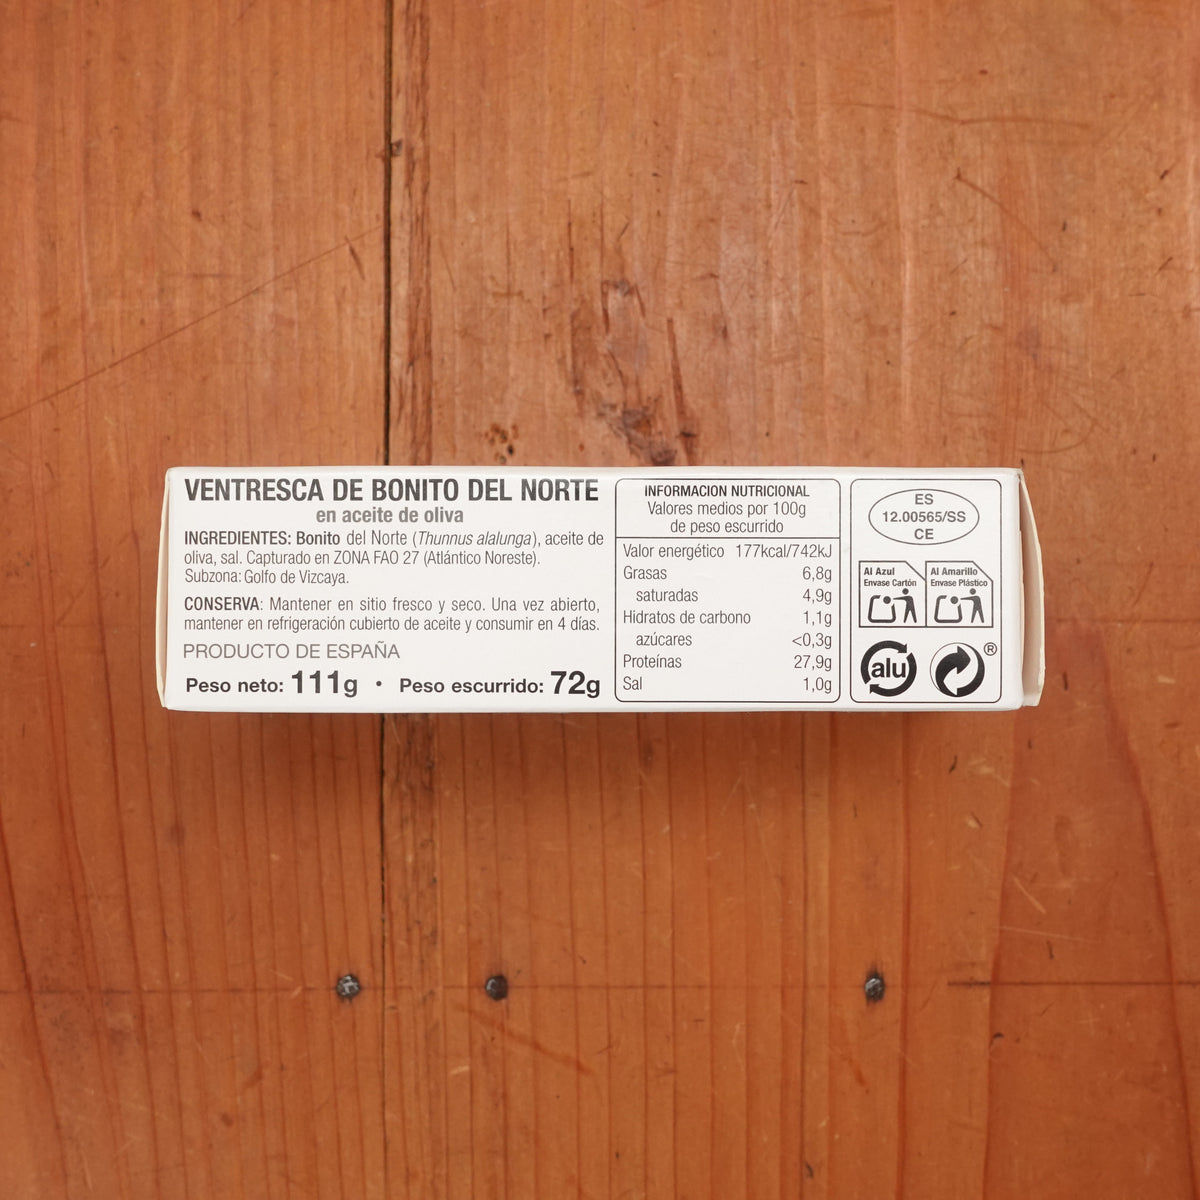 VENTRESCA DE BONITO DEL NORTE
en aceite de oliva
INGREDIENTES: Bonito del Norte (Thunnus alalunga), aceite de
oliva, sal. Capturado en ZONA FAO 27 (Atlántico Noreste).
Subzona: Golfo de Vizcaya.
CONSERVA: Mantener en sitio fresco y seco. Una vez abierto,
mantener en refrigeración cubierto de aceite y consumir en 4 días.
PRODUCTO DE ESPAÑA
Peso neto: 111g · Peso escurrido: 72g
INFORMACION NUTRICIONAL
Valores medios por 100g
de peso escurrido
Valor energético 177kcal/742kJ
Grasas 6,8g
saturadas 4,9g
Hidratos de carbono 1,1g
azúcares <0,3g
Proteínas 27,9g
Sal 1,0g
ES
12.00565/SS
CE
Al Azul
Envase Cartón
Al Amarillo
Envase Plástico
alu
®